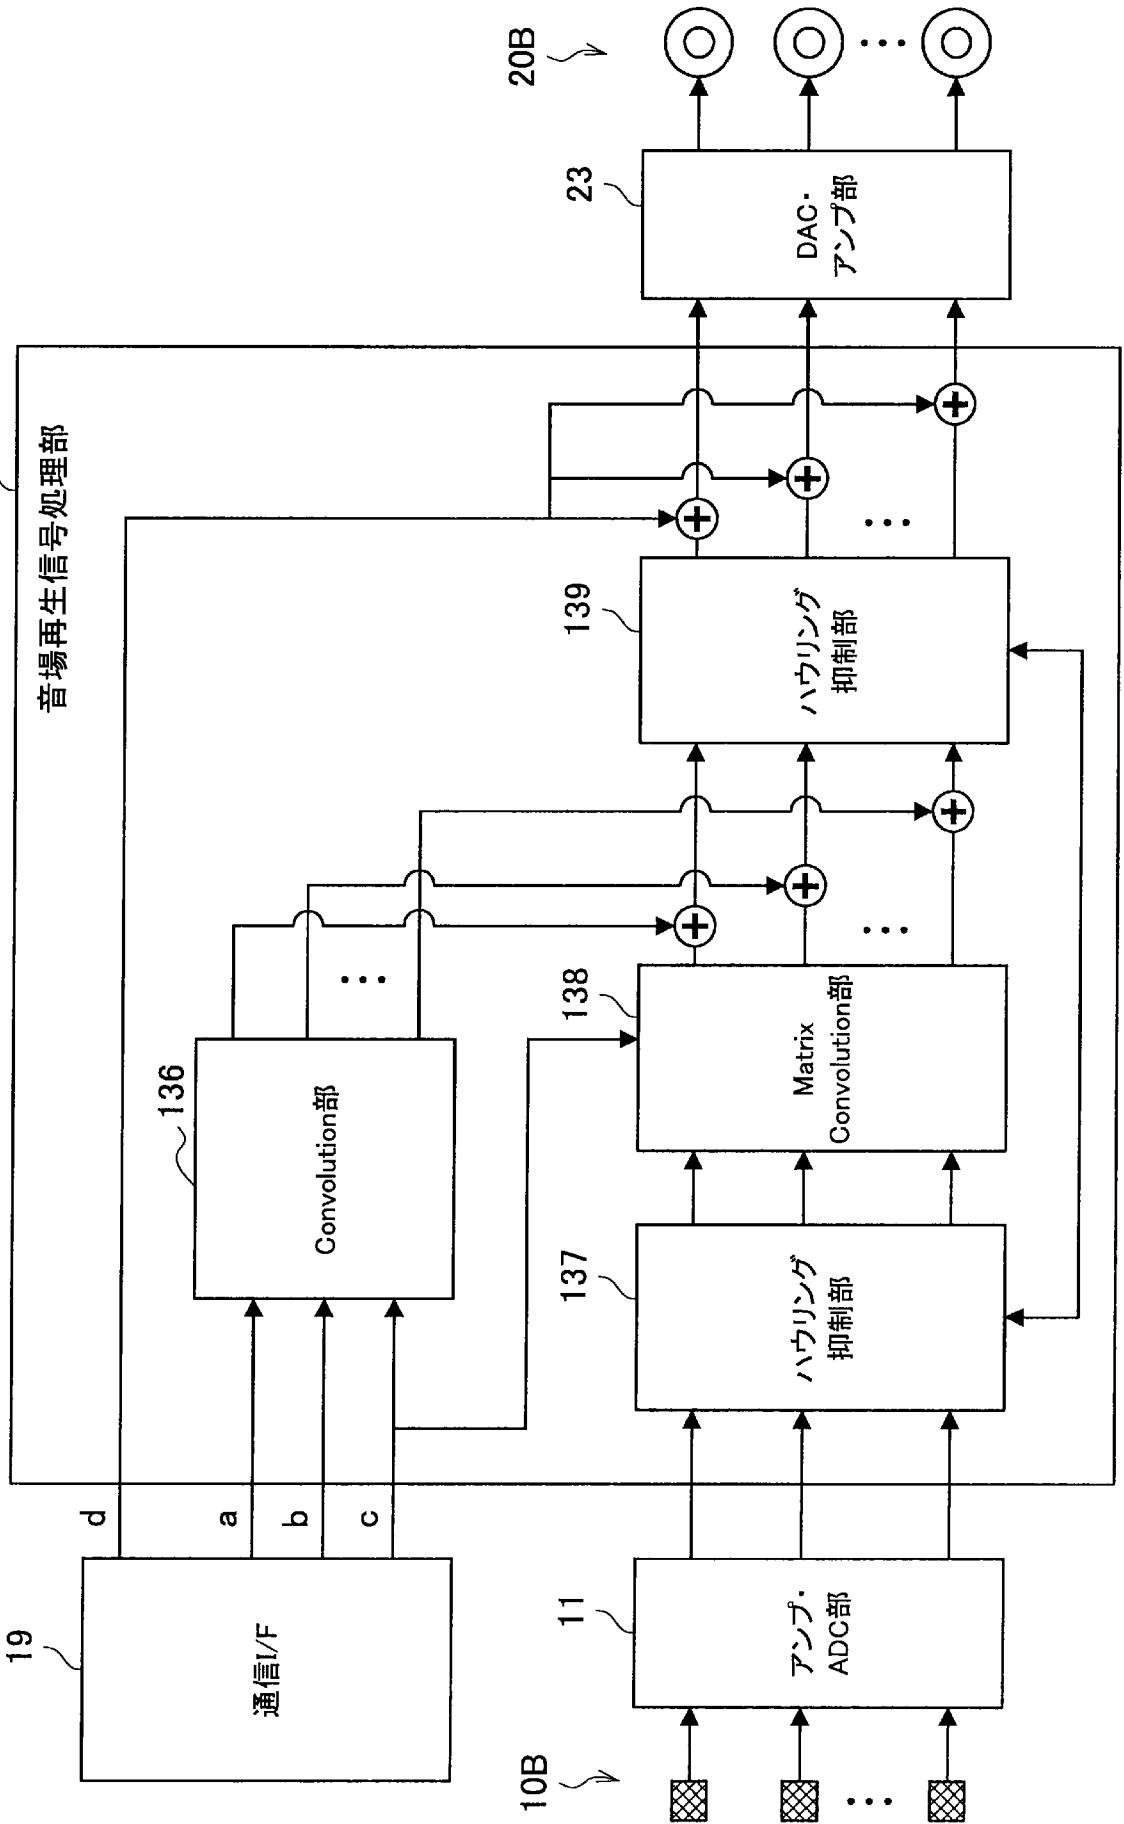 音場再生信号処理部
19
通信I/F
d
a
b
c
136
Convolution部
...
10B
...
11
アンプ・
ADC部
137
ハウリング
抑制部
138
Matrix
Convolution部
...
139
ハウリング
抑制部
...
23
DAC・
アンプ部
20B
...